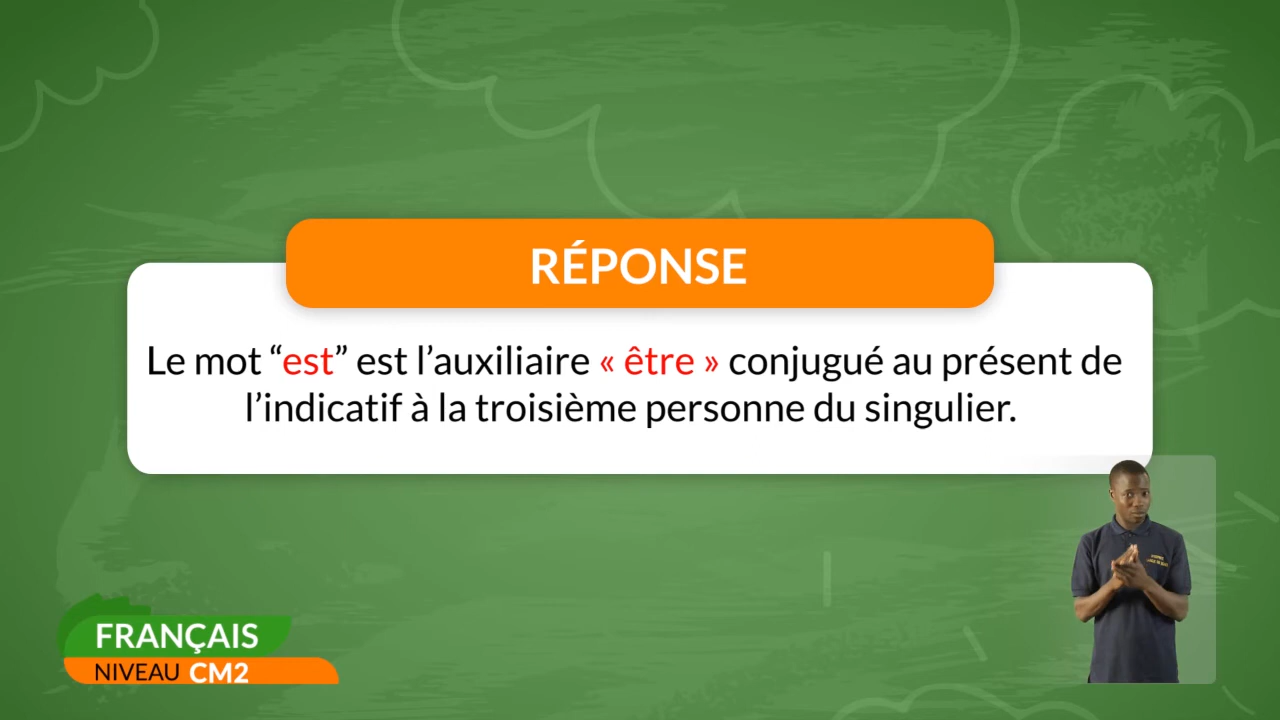 RÉPONSE
Le mot “est” est l’auxiliaire « être » conjugué au présent de
l’indicatif à la troisième personne du singulier.
FRANÇAIS
NIVEAU CM2